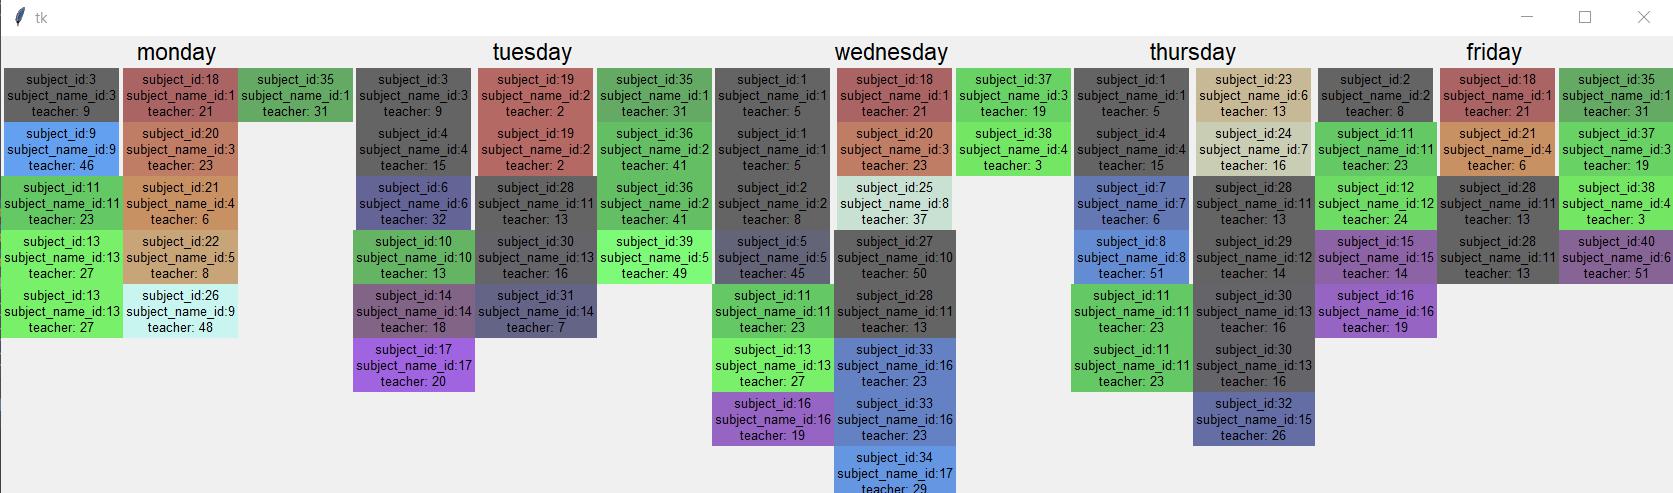 tk
monday
subject_id:3
subject_name_id:3
teacher: 9
subject_id:9
subject_name_id:9
teacher: 46
subject_id:11
subject_name_id:11
teacher: 23
subject_id:13
subject_name_id:13
teacher: 27
subject_id:13
subject_name_id:13
teacher: 27
subject_id:18
subject_name_id:1
teacher: 21
subject_id:20
subject_name_id:3
teacher: 23
subject_id:21
subject_name_id:4
teacher: 6
subject_id:22
subject_name_id:5
teacher: 8
subject_id:26
subject_name_id:9
teacher: 48
subject_id:35
subject_name_id:1
teacher: 31
tuesday
subject_id:3
subject_name_id:3
teacher: 9
subject_id:4
subject_name_id:4
teacher: 15
subject_id:6
subject_name_id:6
teacher: 32
subject_id:10
subject_name_id:10
teacher: 13
subject_id:14
subject_name_id:14
teacher: 18
subject_id:17
subject_name_id:17
teacher: 20
subject_id:19
subject_name_id:2
teacher: 2
subject_id:19
subject_name_id:2
teacher: 2
subject_id:28
subject_name_id:11
teacher: 13
subject_id:30
subject_name_id:13
teacher: 16
subject_id:31
subject_name_id:14
teacher: 7
subject_id:35
subject_name_id:1
teacher: 31
subject_id:36
subject_name_id:2
teacher: 41
subject_id:36
subject_name_id:2
teacher: 41
subject_id:39
subject_name_id:5
teacher: 49
wednesday
subject_id:1
subject_name_id:1
teacher: 5
subject_id:1
subject_name_id:1
teacher: 5
subject_id:2
subject_name_id:2
teacher: 8
subject_id:5
subject_name_id:5
teacher: 45
subject_id:11
subject_name_id:11
teacher: 23
subject_id:13
subject_name_id:13
teacher: 27
subject_id:16
subject_name_id:16
teacher: 19
subject_id:18
subject_name_id:1
teacher: 21
subject_id:20
subject_name_id:3
teacher: 23
subject_id:25
subject_name_id:8
teacher: 37
subject_id:27
subject_name_id:10
teacher: 50
subject_id:28
subject_name_id:11
teacher: 13
subject_id:33
subject_name_id:16
teacher: 23
subject_id:33
subject_name_id:16
teacher: 23
subject_id:34
subject_name_id:17
teacher: 29
subject_id:37
subject_name_id:3
teacher: 19
subject_id:38
subject_name_id:4
teacher: 3
thursday
subject_id:1
subject_name_id:1
teacher: 5
subject_id:4
subject_name_id:4
teacher: 15
subject_id:7
subject_name_id:7
teacher: 6
subject_id:8
subject_name_id:8
teacher: 51
subject_id:11
subject_name_id:11
teacher: 23
subject_id:11
subject_name_id:11
teacher: 23
subject_id:23
subject_name_id:6
teacher: 13
subject_id:24
subject_name_id:7
teacher: 16
subject_id:28
subject_name_id:11
teacher: 13
subject_id:29
subject_name_id:12
teacher: 14
subject_id:30
subject_name_id:13
teacher: 16
subject_id:30
subject_name_id:13
teacher: 16
subject_id:32
subject_name_id:15
teacher: 26
friday
subject_id:2
subject_name_id:2
teacher: 8
subject_id:11
subject_name_id:11
teacher: 23
subject_id:12
subject_name_id:12
teacher: 24
subject_id:15
subject_name_id:15
teacher: 14
subject_id:16
subject_name_id:16
teacher: 19
subject_id:18
subject_name_id:1
teacher: 21
subject_id:21
subject_name_id:4
teacher: 6
subject_id:28
subject_name_id:11
teacher: 13
subject_id:28
subject_name_id:11
teacher: 13
subject_id:35
subject_name_id:1
teacher: 31
subject_id:37
subject_name_id:3
teacher: 19
subject_id:38
subject_name_id:4
teacher: 3
subject_id:40
subject_name_id:6
teacher: 51